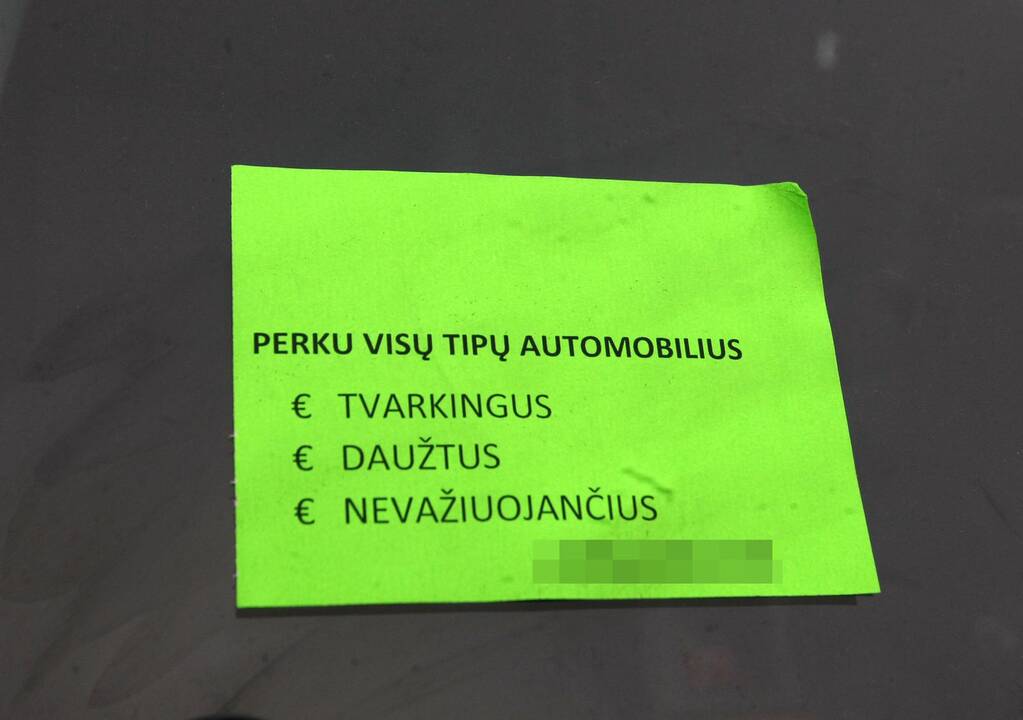 PERKU VISŲ TIPŲ AUTOMOBILIUS
€ TVARKINGUS
€ DAUŽTUS
€ NEVAŽIUOJANČIUS